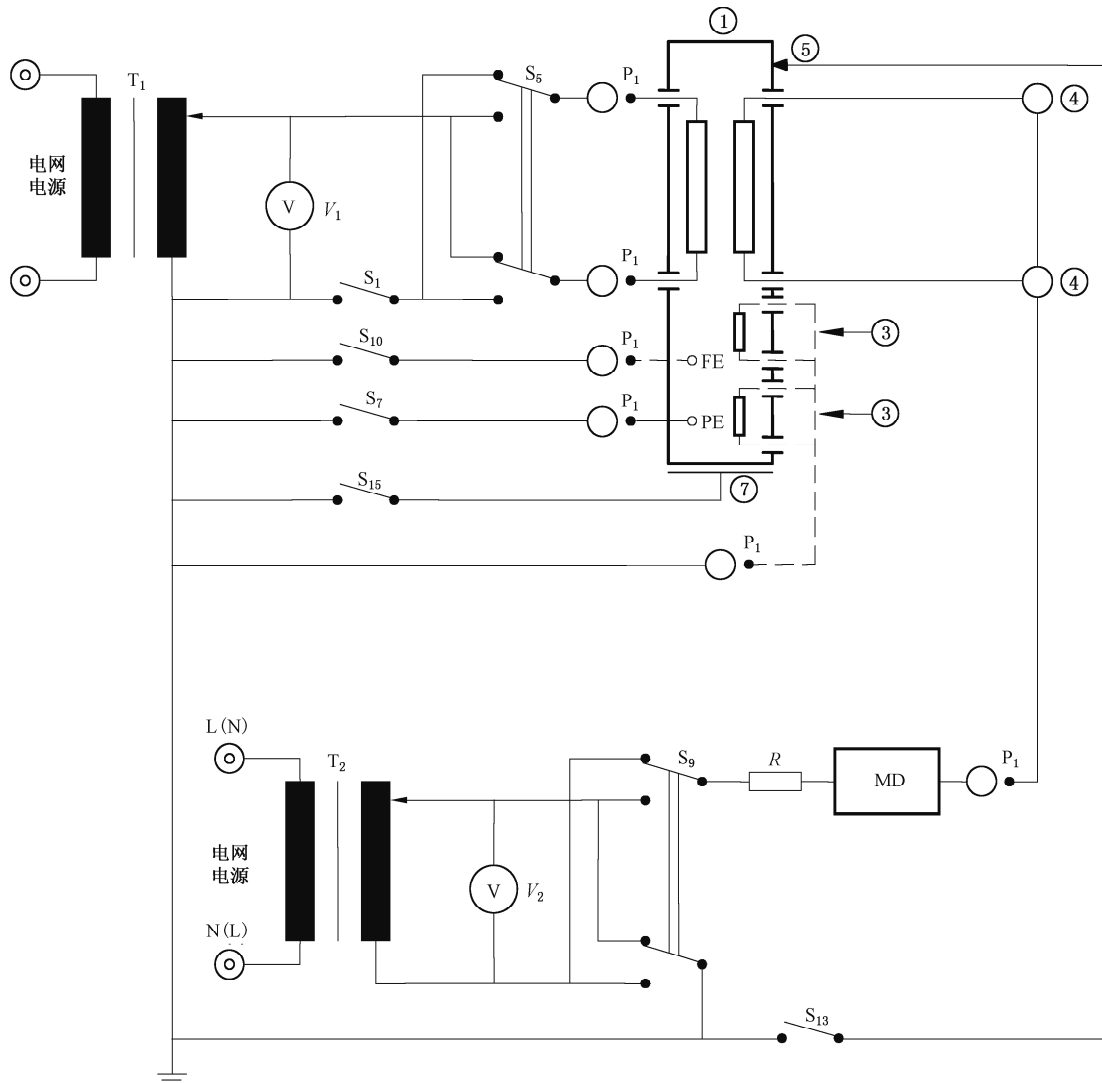 ①
⑤
T₁
S₅
P₁
④
电网
电源
V
V₁
P₁
S₁
④
S₁₀
P₁
FE
③
S₇
P₁
PE
③
S₁₅
⑦
P₁
L(N)
T₂
S₉
R
MD
P₁
电网
电源
V
V₂
N(L)
S₁₃